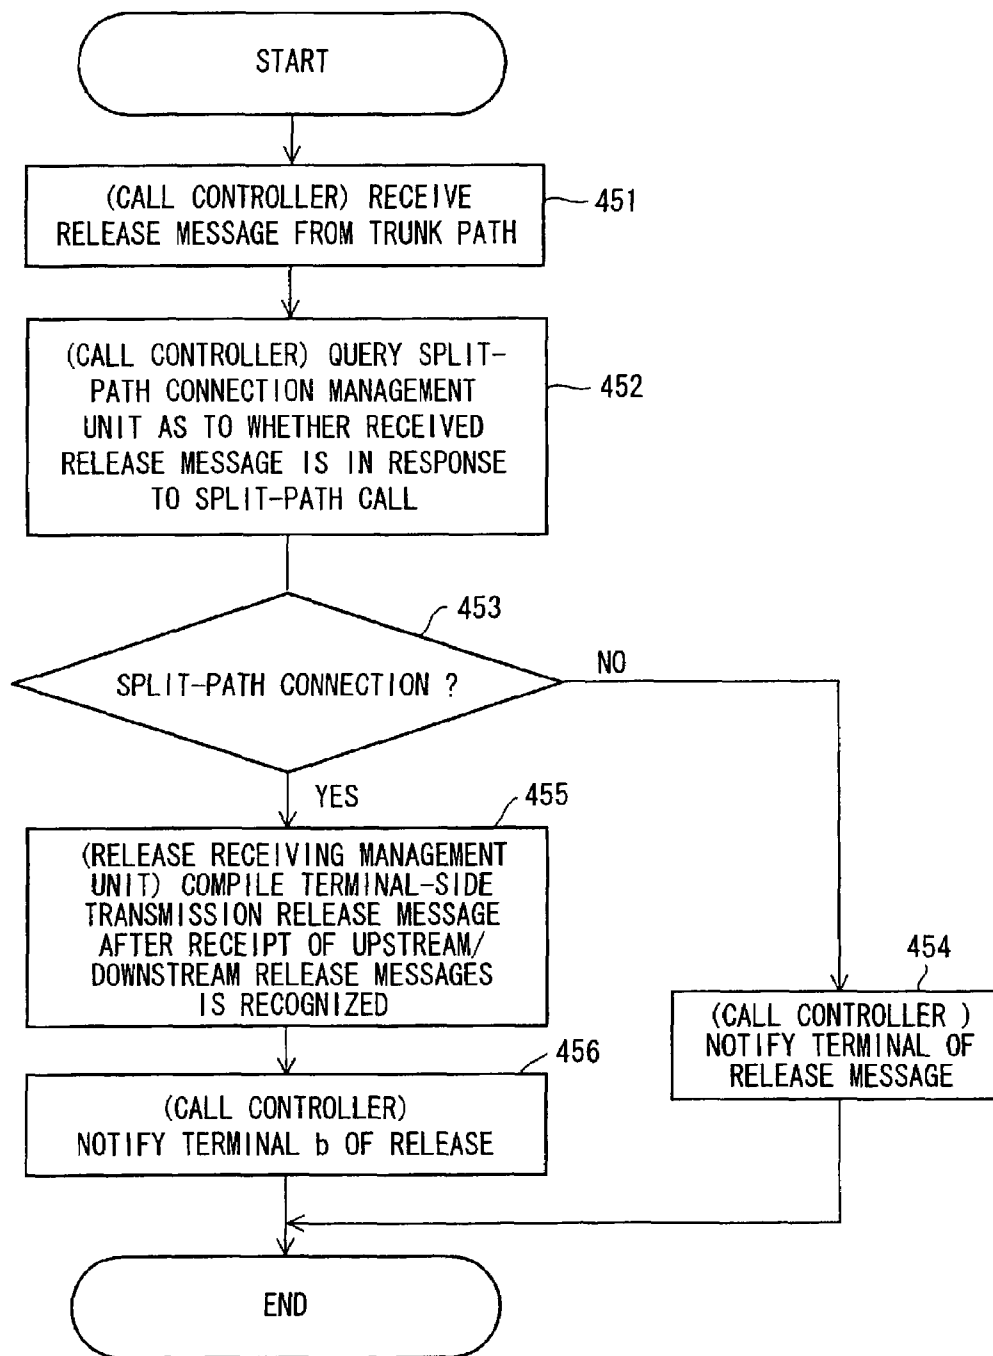 START
(CALL CONTROLLER) RECEIVE
RELEASE MESSAGE FROM TRUNK PATH
451
(CALL CONTROLLER) QUERY SPLIT-
PATH CONNECTION MANAGEMENT
UNIT AS TO WHETHER RECEIVED
RELEASE MESSAGE IS IN RESPONSE
TO SPLIT-PATH CALL
452
453
SPLIT-PATH CONNECTION ?
NO
YES
455
(RELEASE RECEIVING MANAGEMENT
UNIT) COMPILE TERMINAL-SIDE
TRANSMISSION RELEASE MESSAGE
AFTER RECEIPT OF UPSTREAM/
DOWNSTREAM RELEASE MESSAGES
IS RECOGNIZED
454
(CALL CONTROLLER )
NOTIFY TERMINAL OF
RELEASE MESSAGE
456
(CALL CONTROLLER)
NOTIFY TERMINAL b OF RELEASE
END